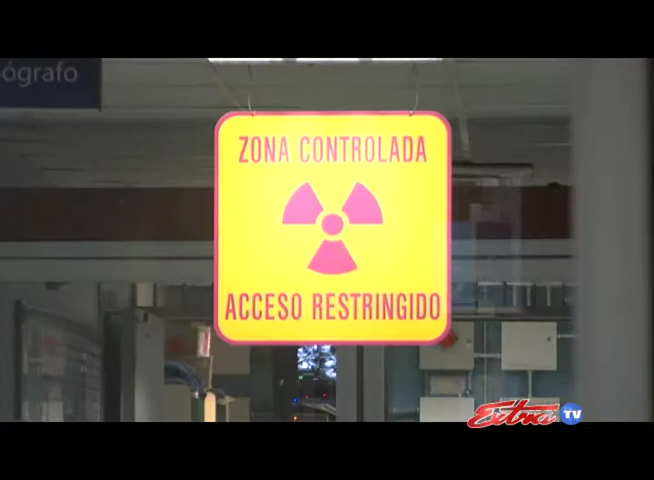 ógrafo
ZONA CONTROLADA
ACCESO RESTRINGIDO
Extra TV